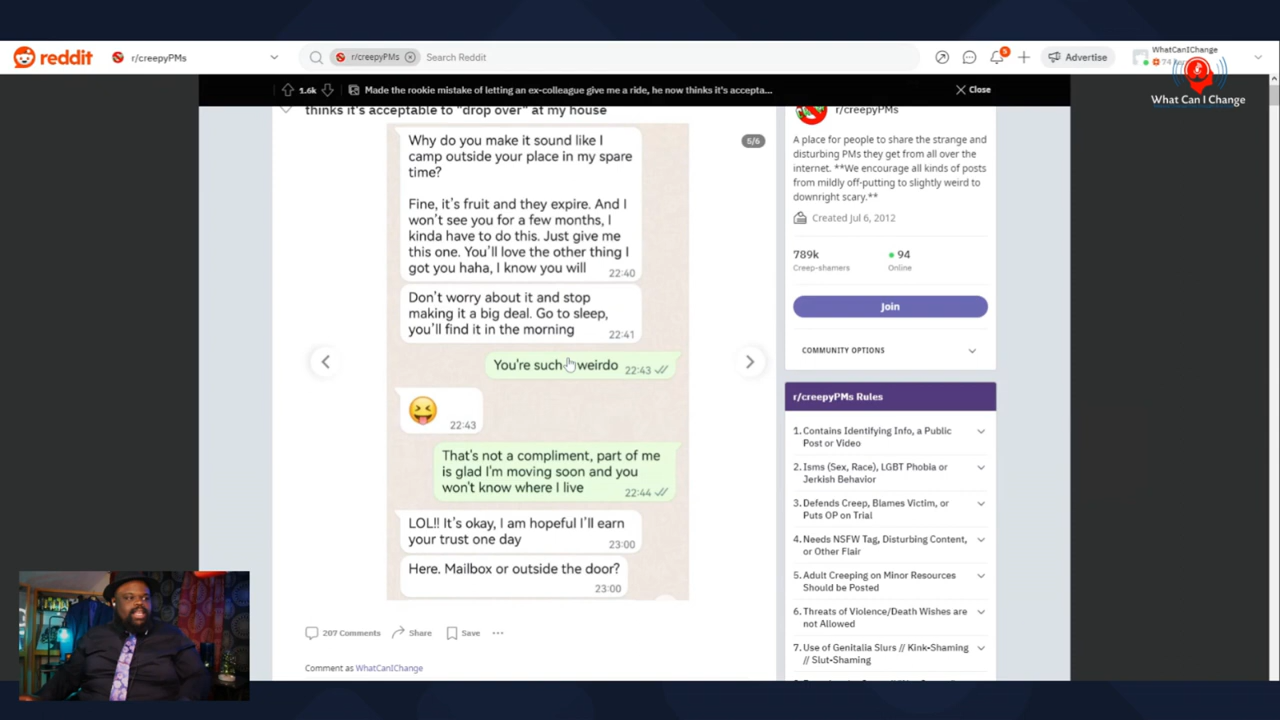 reddit
r/creepyPMs
r/creepyPMs
Search Reddit
5
Advertise
WhatCanIChange
What Can I Change
1.6k
Made the rookie mistake of letting an ex-colleague give me a ride, he now thinks it's accepta...
Close
thinks it's acceptable to "drop over" at my house
5/6
Why do you make it sound like I
camp outside your place in my spare
time?
Fine, it's fruit and they expire. And I
won't see you for a few months, I
kinda have to do this. Just give me
this one. You'll love the other thing I
got you haha, I know you will
22:40
Don't worry about it and stop
making it a big deal. Go to sleep,
you'll find it in the morning
22:41
You're such weirdo
22:43
22:43
That's not a compliment, part of me
is glad I'm moving soon and you
won't know where I live
22:44
LOL!! It's okay, I am hopeful I'll earn
your trust one day
23:00
Here. Mailbox or outside the door?
23:00
207 Comments
Share
Save
Comment as WhatCanIChange
r/creepyPMs
A place for people to share the strange and
disturbing PMs they get from all over the
internet. **We encourage all kinds of posts
from mildly off-putting to slightly weird to
downright scary.**
Created Jul 6, 2012
789k
Creep-shamers
94
Online
Join
COMMUNITY OPTIONS
r/creepyPMs Rules
1. Contains Identifying Info, a Public
Post or Video
2. Isms (Sex, Race), LGBT Phobia or
Jerkish Behavior
3. Defends Creep, Blames Victim, or
Puts OP on Trial
4. Needs NSFW Tag, Disturbing Content,
or Other Flair
5. Adult Creeping on Minor Resources
Should be Posted
6. Threats of Violence/Death Wishes are
not Allowed
7. Use of Genitalia Slurs // Kink-Shaming
// Slut-Shaming